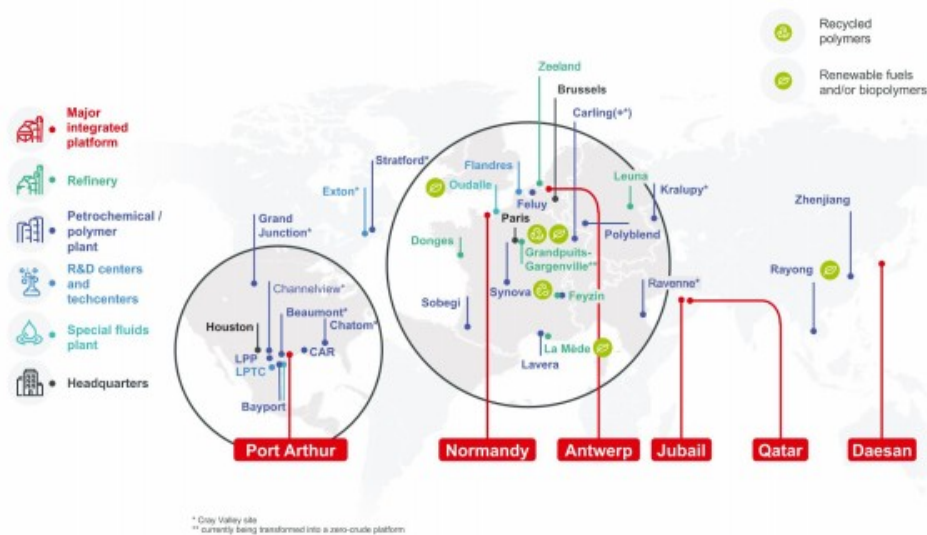 Recycled
polymers
Renewable fuels
and/or biopolymers
Major
integrated
platform
Refinery
Petrochemical /
polymer
plant
R&D centers
and
techcenters
Special fluids
plant
Headquarters
Zeeland
Brussels
Carling(+*)
Stratford*
Exton*
Flandres
Oudalle
Feluy
Leuna
Kralupy*
Zhenjiang
Grand
Junction*
Paris
Polyblend
Donges
Grandpuits-
Gargenville**
Rayong
Channelview*
Beaumont*
Chatom*
Houston
Sobegi
Synova
Feyzin
Ravenne*
LPP
CAR
LPTC
La Mède
Lavera
Bayport
Port Arthur
Normandy
Antwerp
Jubail
Qatar
Daesan
* Cray Valley site
** currently being transformed into a zero-crude platform